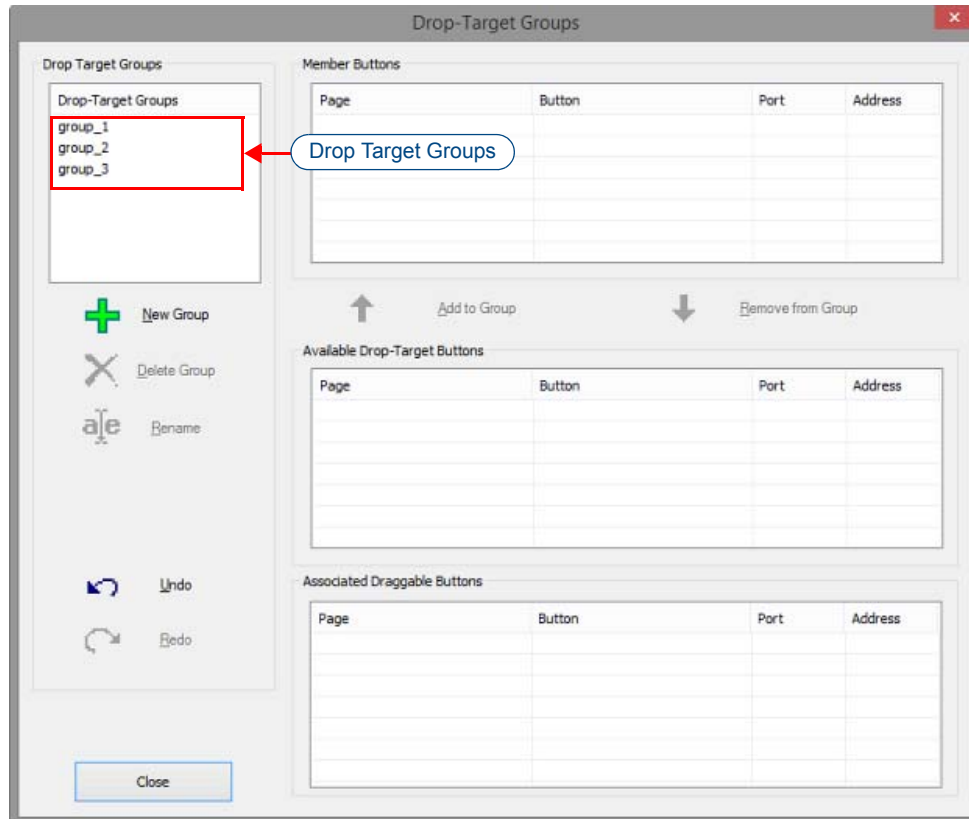 Drop-Target Groups
Drop Target Groups
Drop-Target Groups
group_1
group_2
group_3
Drop Target Groups
New Group
Delete Group
a e Rename
Undo
Redo
Close
Member Buttons
Page Button Port Address
Add to Group Remove from Group
Available Drop-Target Buttons
Page Button Port Address
Associated Draggable Buttons
Page Button Port Address